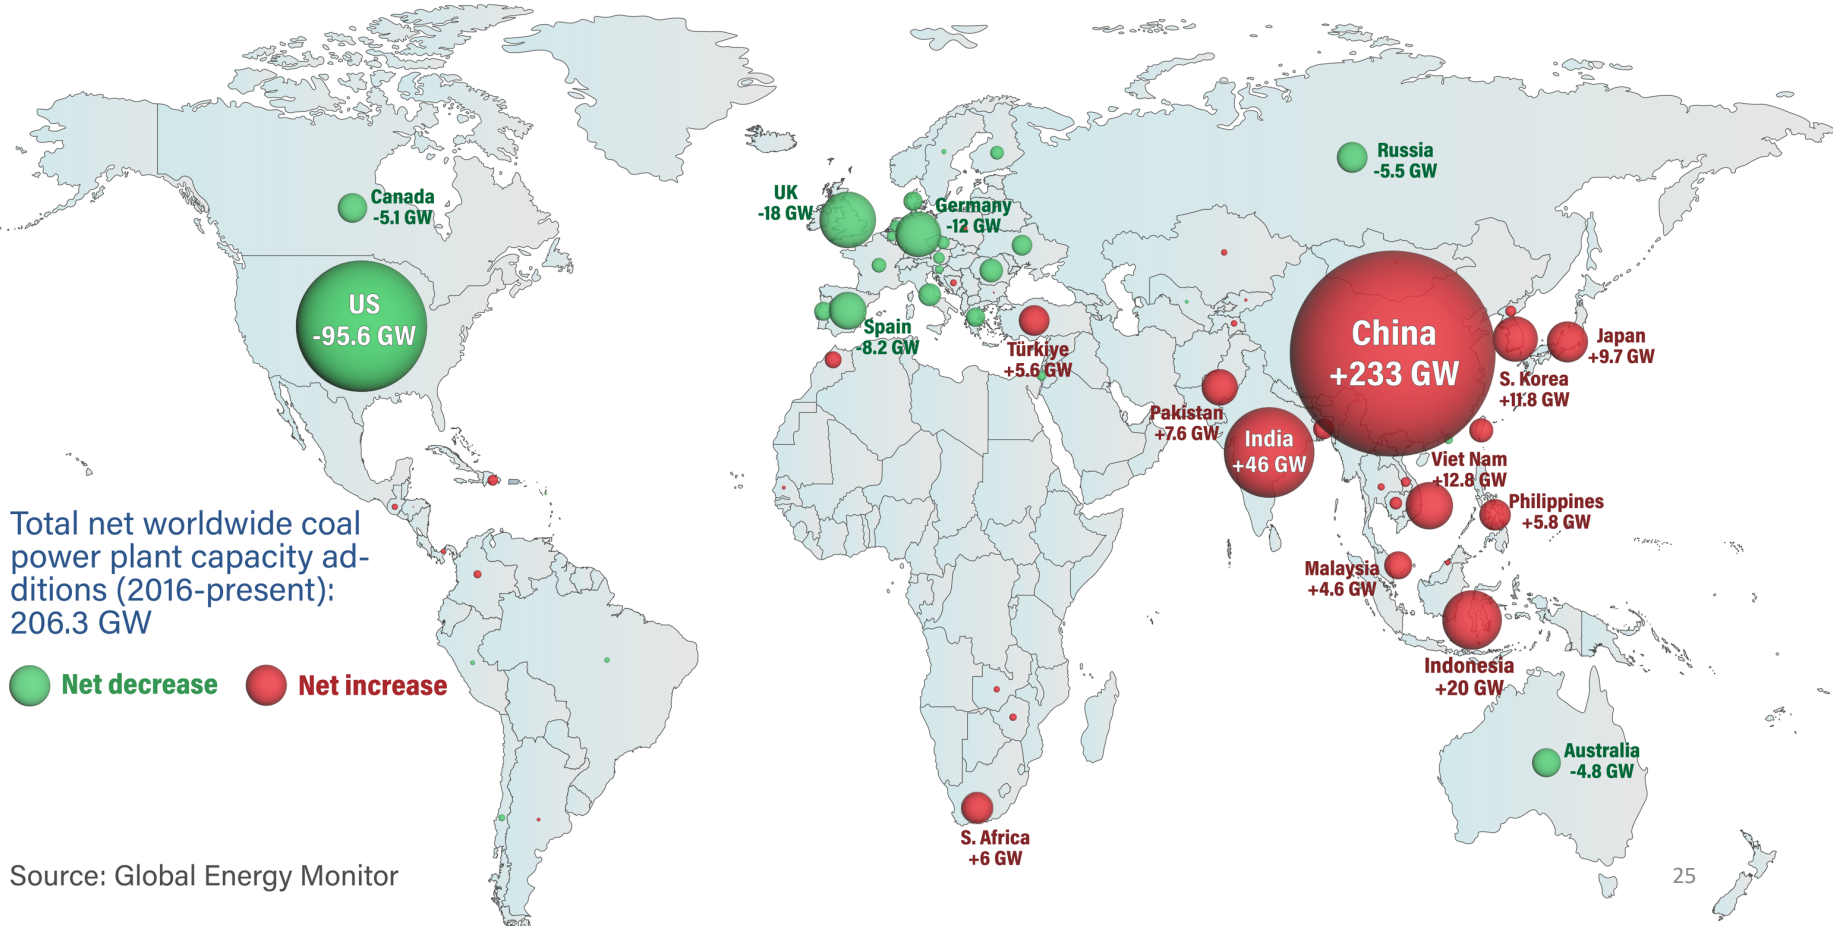 Canada
-5.1 GW
US
-95.6 GW
UK
-18 GW
Germany
-12 GW
Spain
-8.2 GW
Türkiye
+5.6 GW
Russia
-5.5 GW
China
+233 GW
Japan
+9.7 GW
S. Korea
+11.8 GW
Pakistan
+7.6 GW
India
+46 GW
Viet Nam
+12.8 GW
Philippines
+5.8 GW
Malaysia
+4.6 GW
Indonesia
+20 GW
Australia
-4.8 GW
S. Africa
+6 GW
Total net worldwide coal
power plant capacity ad-
ditions (2016-present):
206.3 GW
Net decrease
Net increase
Source: Global Energy Monitor
25